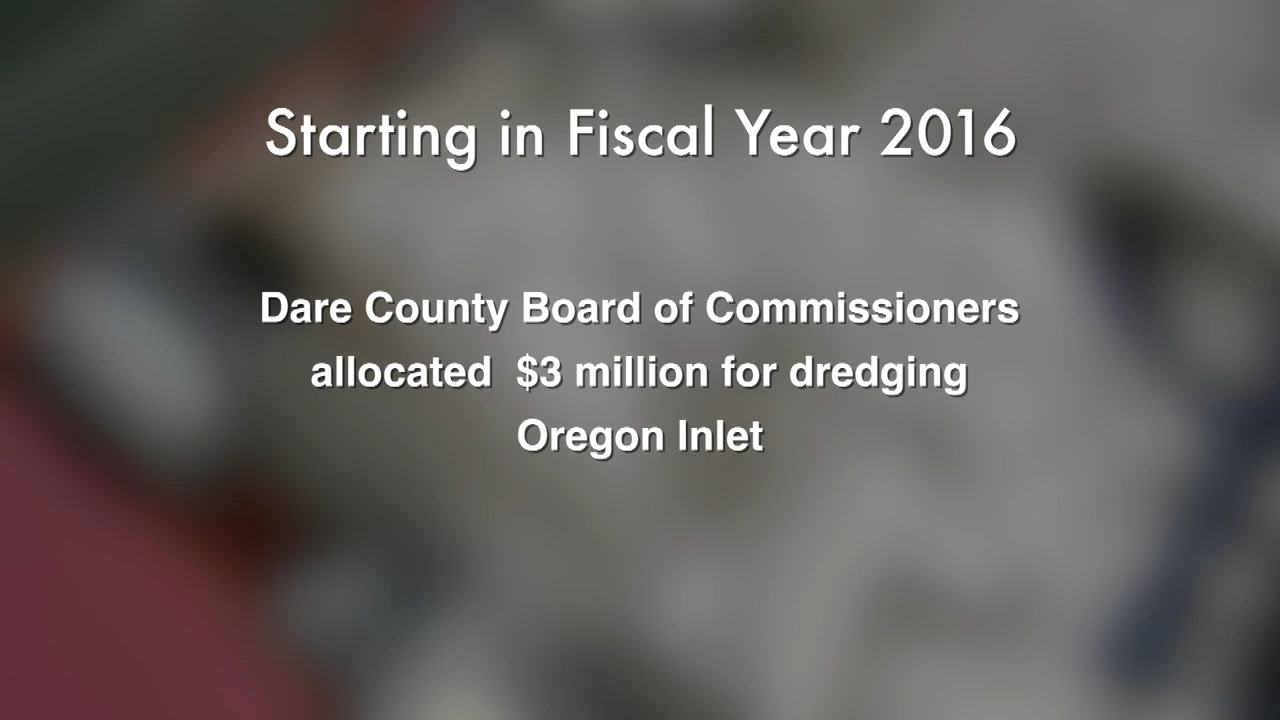 Starting in Fiscal Year 2016
Dare County Board of Commissioners
allocated  $3 million for dredging
Oregon Inlet